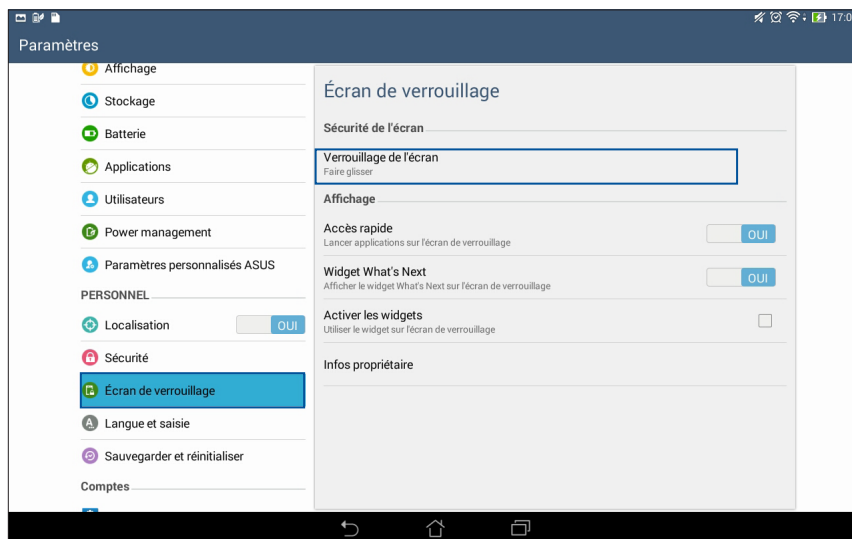 17:0
Paramètres
Affichage
Stockage
Batterie
Applications
Utilisateurs
Power management
Paramètres personnalisés ASUS
PERSONNEL
Localisation OUI
Sécurité
Écran de verrouillage
Langue et saisie
Sauvegarder et réinitialiser
Comptes
Écran de verrouillage
Sécurité de l'écran
Verrouillage de l'écran
Faire glisser
Affichage
Accès rapide
Lancer applications sur l'écran de verrouillage
OUI
Widget What's Next
Afficher le widget What's Next sur l'écran de verrouillage
OUI
Activer les widgets
Utiliser le widget sur l'écran de verrouillage
Infos propriétaire